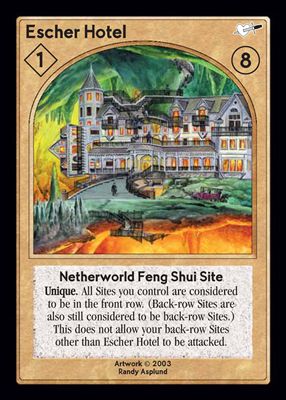 Escher Hotel
1
8
Netherworld Feng Shui Site
Unique. All Sites you control are considered
to be in the front row. (Back-row Sites are
also still considered to be back-row Sites.)
This does not allow your back-row Sites
other than Escher Hotel to be attacked.
Artwork © 2003
Randy Asplund